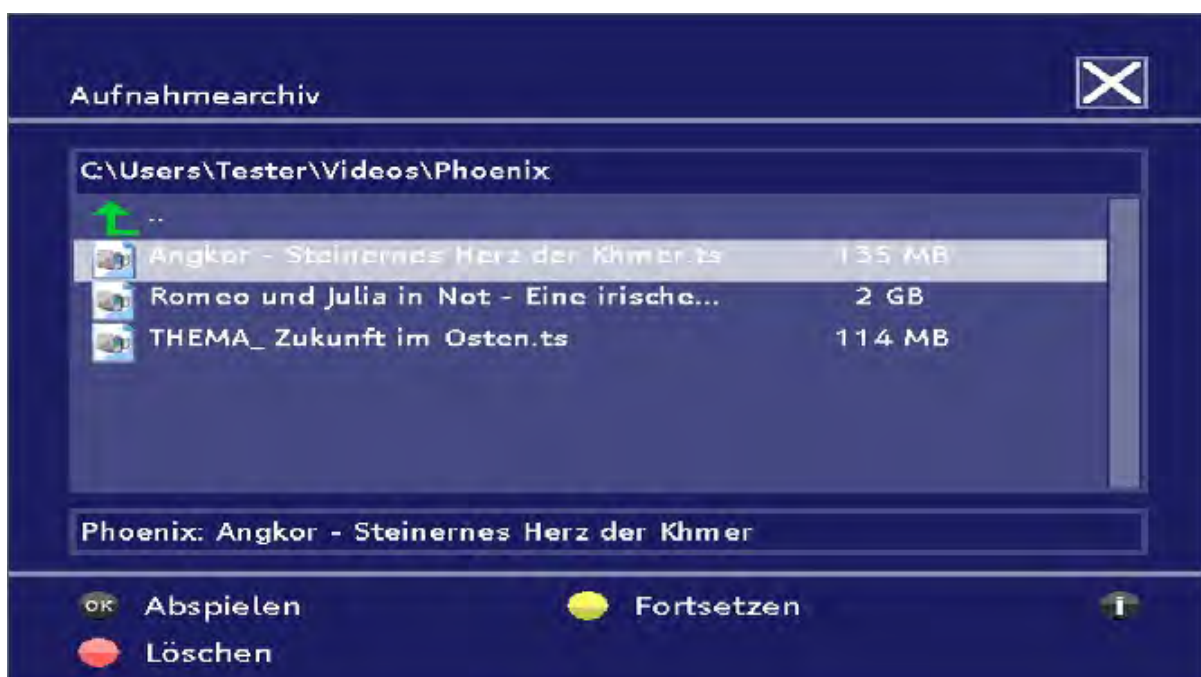 Aufnahmearchiv
C:\Users\Tester\Videos\Phoenix
..
Angkor - Steinernes Herz der Khmer.ts 135 MB
Romeo und Julia in Not - Eine irische... 2 GB
THEMA_ Zukunft im Osten.ts 114 MB
Phoenix: Angkor - Steinernes Herz der Khmer
OK Abspielen Fortsetzen i
Löschen